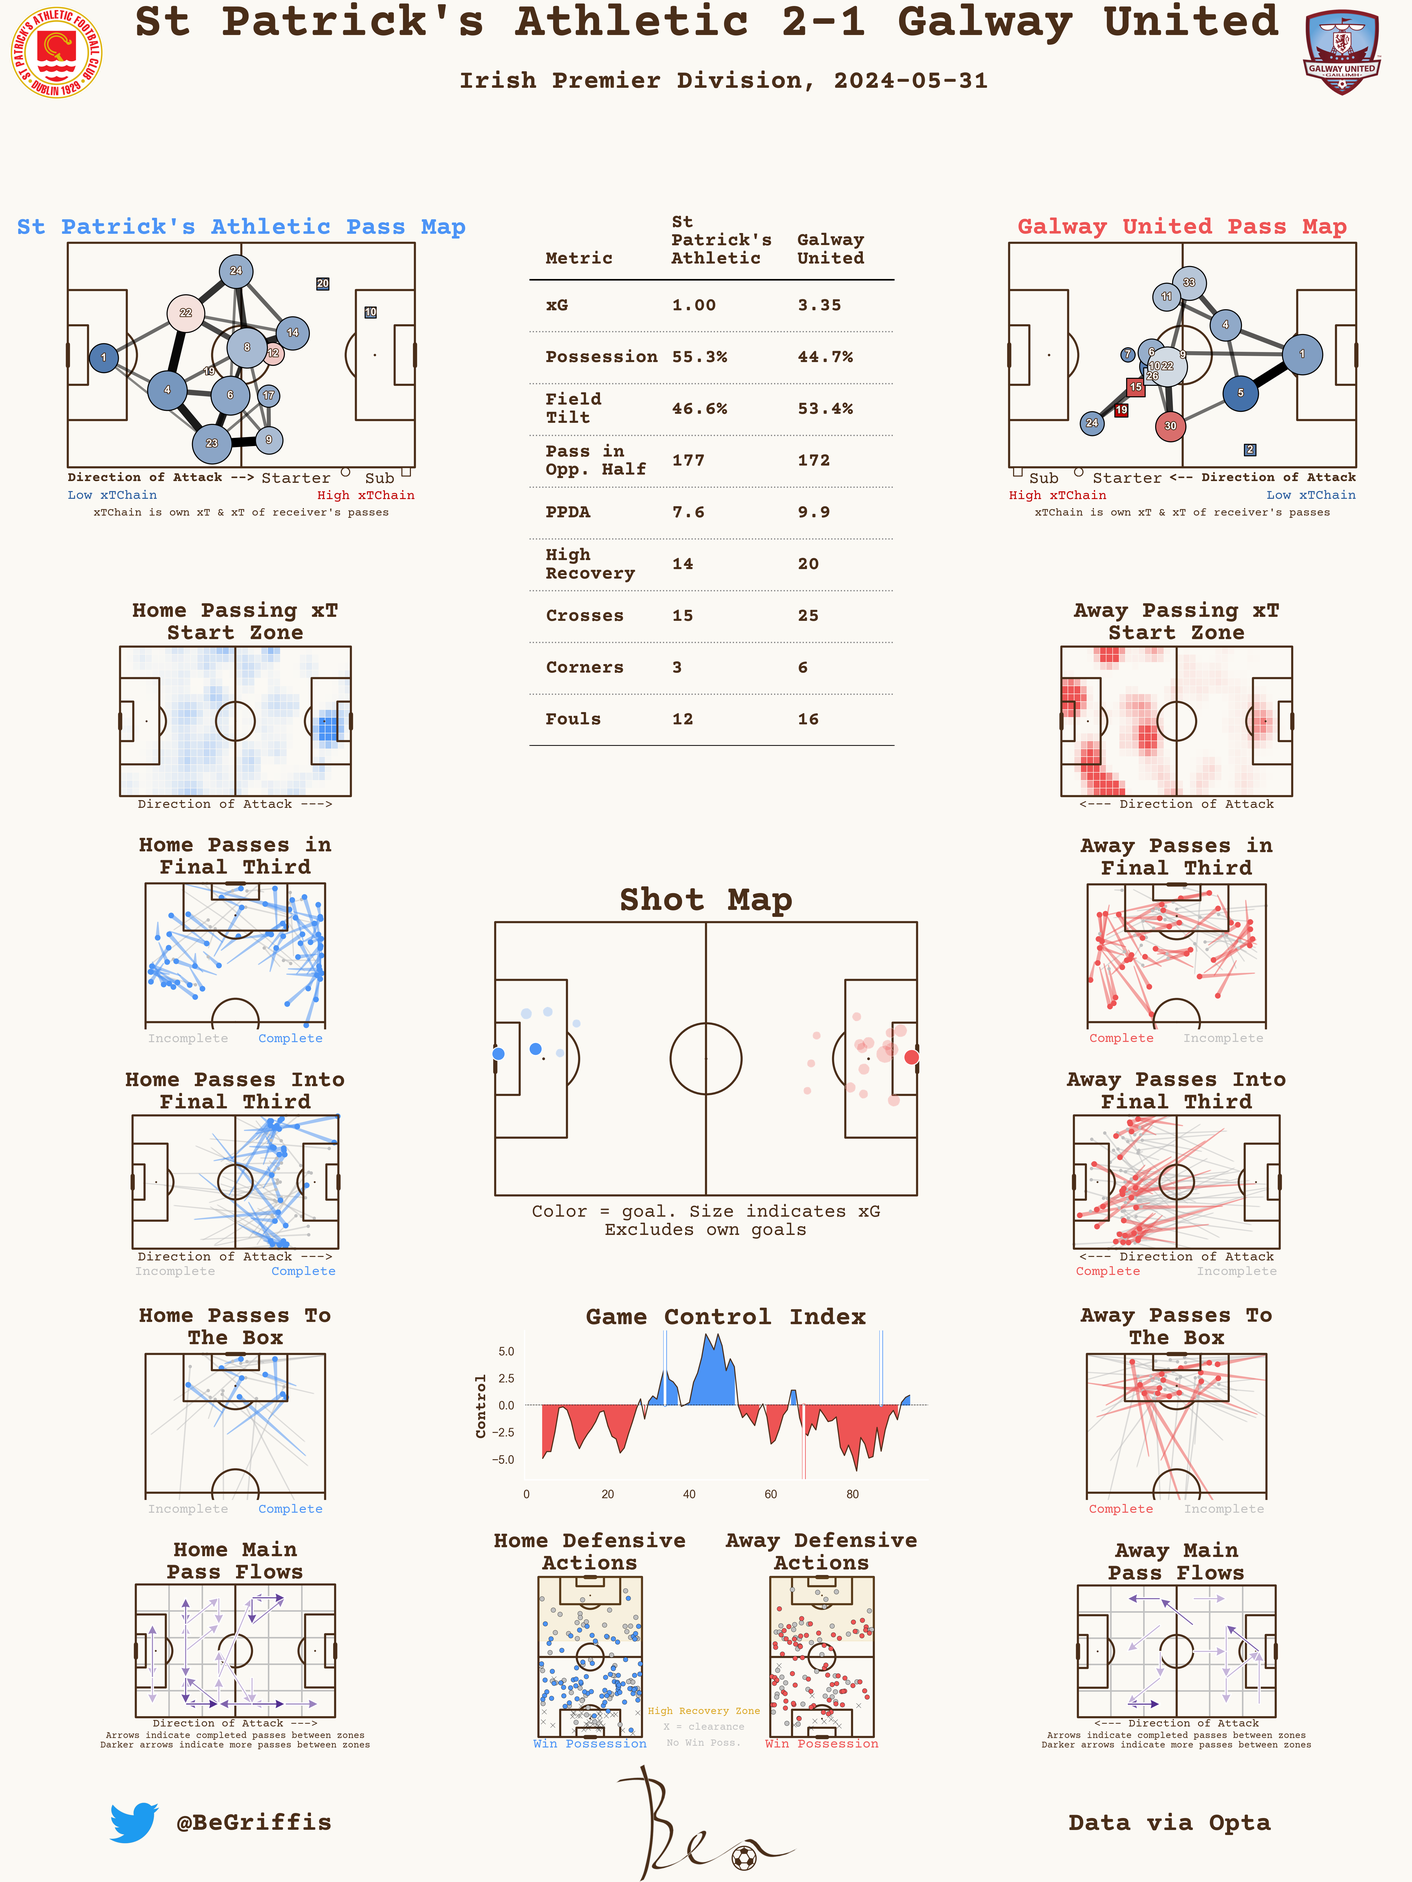 St Patrick's Athletic 2-1 Galway United
Irish Premier Division, 2024-05-31
ST PATRICK'S ATHLETIC FOOTBALL CLUB
DUBLIN 1929
GALWAY UNITED
GAILLIMH
St Patrick's Athletic Pass Map
24
20
10
22
14
8
12
1
19
4
6
17
23
9
Direction of Attack --> Starter Sub
Low xTChain High xTChain
xTChain is own xT & xT of receiver's passes
Metric St Patrick's Athletic Galway United
xG 1.00 3.35
Possession 55.3% 44.7%
Field Tilt 46.6% 53.4%
Pass in Opp. Half 177 172
PPDA 7.6 9.9
High Recovery 14 20
Crosses 15 25
Corners 3 6
Fouls 12 16
Galway United Pass Map
33
11
4
7
6
9
1
10
22
26
15
5
19
24
30
2
Sub Starter <-- Direction of Attack
High xTChain Low xTChain
xTChain is own xT & xT of receiver's passes
Home Passing xT
Start Zone
Direction of Attack --->
Away Passing xT
Start Zone
<--- Direction of Attack
Home Passes in
Final Third
Incomplete Complete
Away Passes in
Final Third
Complete Incomplete
Shot Map
Color = goal. Size indicates xG
Excludes own goals
Home Passes Into
Final Third
Direction of Attack --->
Incomplete Complete
Away Passes Into
Final Third
<--- Direction of Attack
Complete Incomplete
Home Passes To
The Box
Incomplete Complete
Game Control Index
Control
5.0
2.5
0.0
−2.5
−5.0
0 20 40 60 80
Away Passes To
The Box
Complete Incomplete
Home Main
Pass Flows
Direction of Attack --->
Arrows indicate completed passes between zones
Darker arrows indicate more passes between zones
Home Defensive
Actions
Win Possession
High Recovery Zone
X = clearance
No Win Poss.
Away Defensive
Actions
Win Possession
Away Main
Pass Flows
<--- Direction of Attack
Arrows indicate completed passes between zones
Darker arrows indicate more passes between zones
@BeGriffis
Ben
Data via Opta